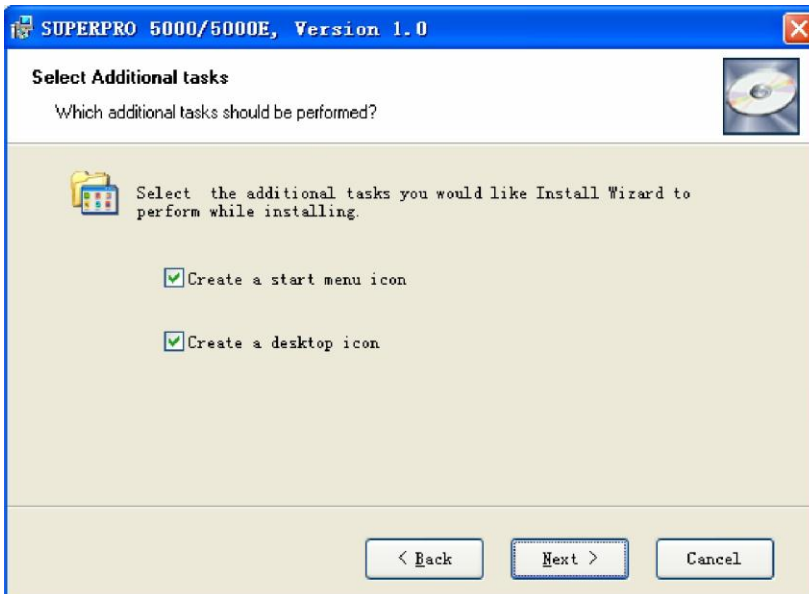 SUPERPRO 5000/5000E, Version 1.0
Select Additional tasks
Which additional tasks should be performed?
Select  the additional tasks you would like Install Wizard to
perform while installing.
Create a start menu icon
Create a desktop icon
< Back
Next >
Cancel